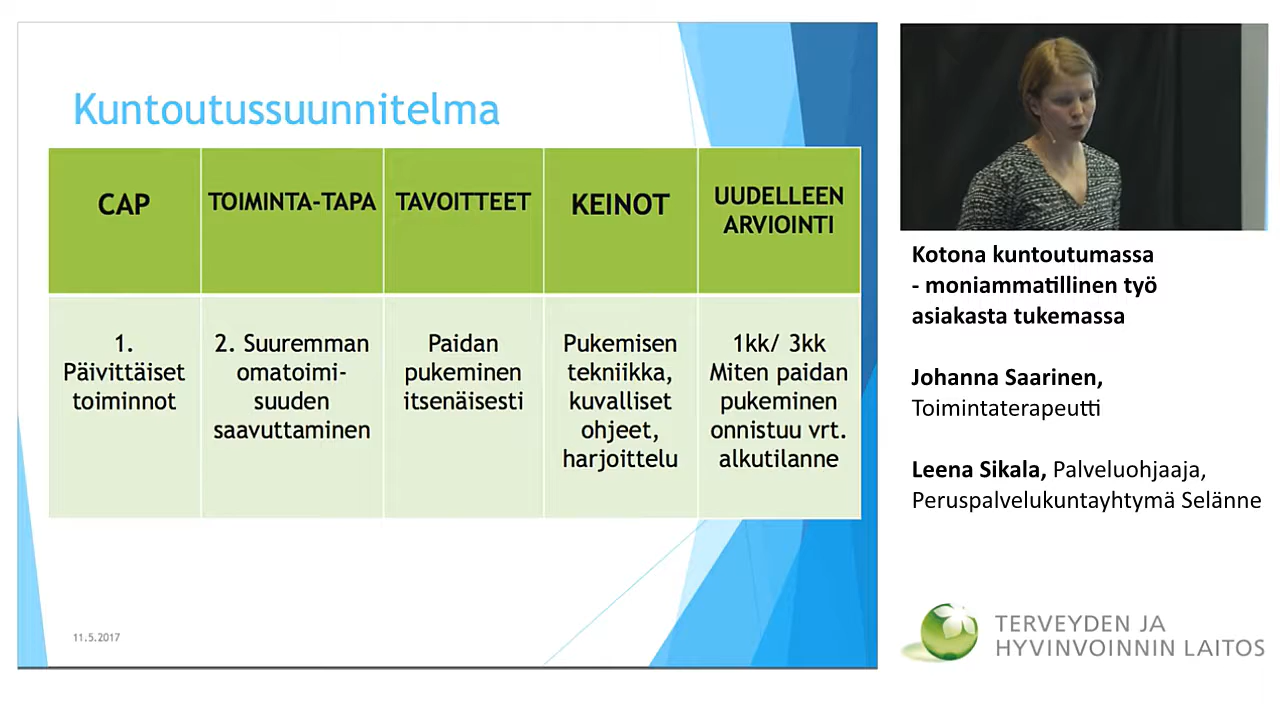 Kuntoutussuunnitelma
CAP
TOIMINTA-TAPA
TAVOITTEET
KEINOT
UUDELLEEN
ARVIOINTI
1.
Päivittäiset
toiminnot
2. Suuremman
omatoimi-
suuden
saavuttaminen
Paidan
pukeminen
itsenäisesti
Pukemisen
tekniikka,
kuvalliset
ohjeet,
harjoittelu
1kk/ 3kk
Miten paidan
pukeminen
onnistuu vrt.
alkutilanne
11.5.2017
Kotona kuntoutumassa
- moniammatillinen työ
asiakasta tukemassa
Johanna Saarinen,
Toimintaterapeutti
Leena Sikala, Palveluohjaaja,
Peruspalvelukuntayhtymä Selänne
TERVEYDEN JA
HYVINVOINNIN LAITOS